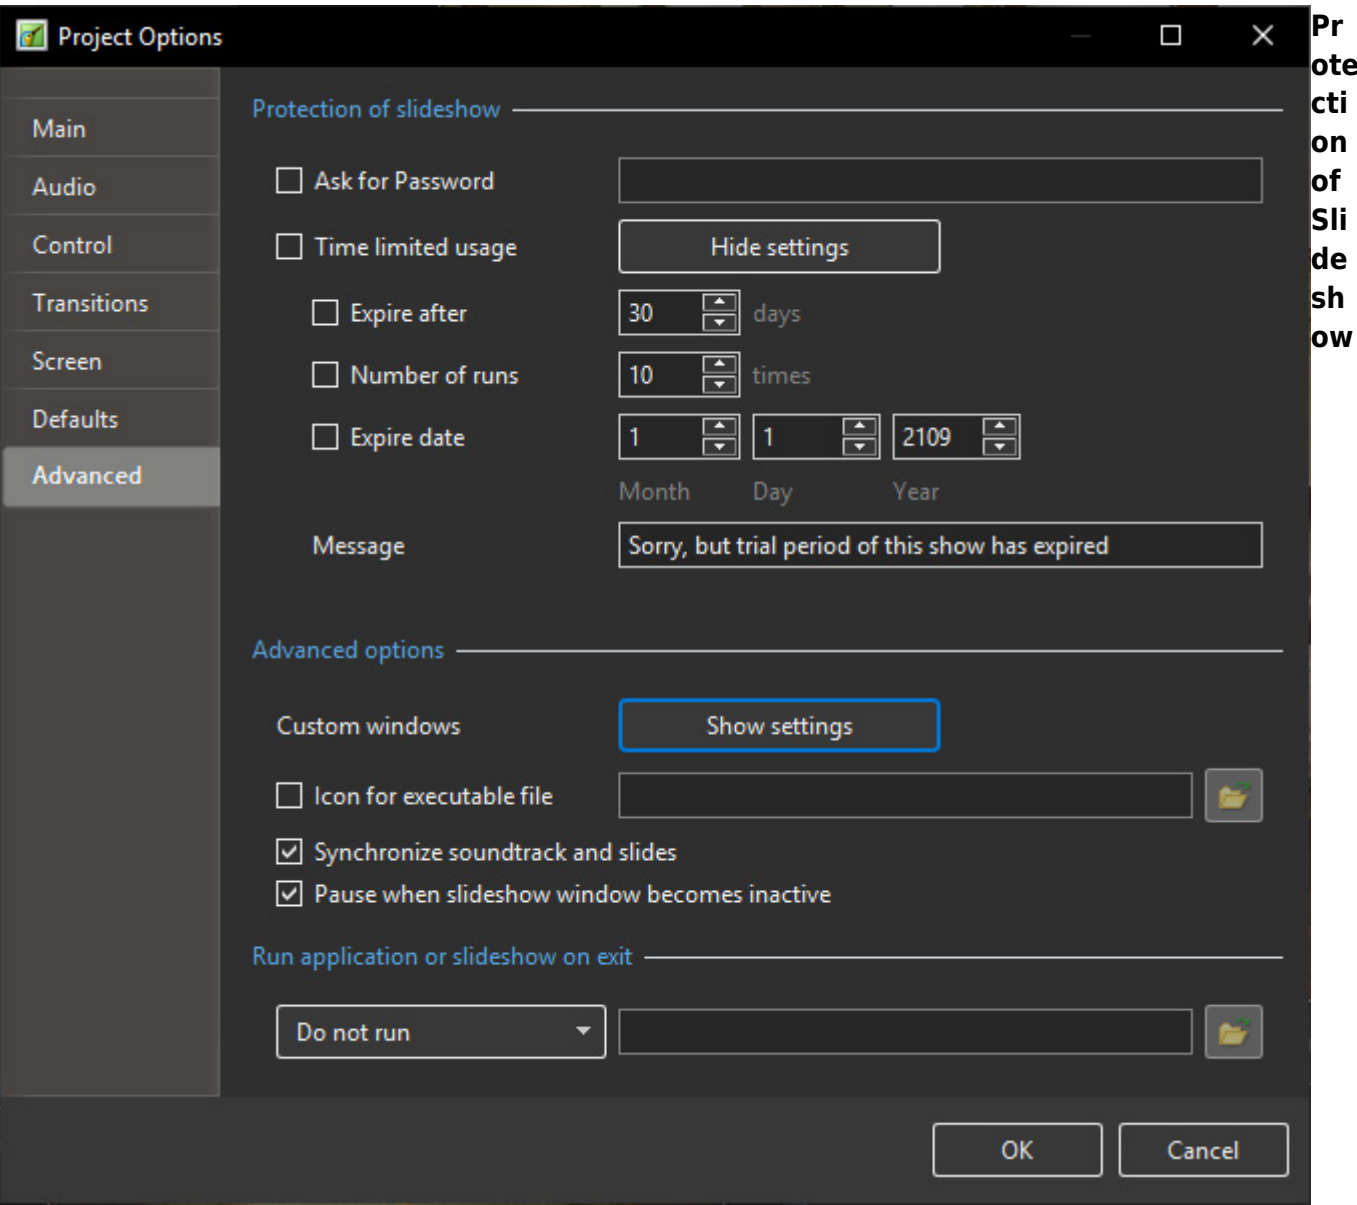 Project Options
Main
Audio
Control
Transitions
Screen
Defaults
Advanced
Protection of slideshow
Ask for Password
Time limited usage Hide settings
Expire after 30 days
Number of runs 10 times
Expire date 1 1 2109
Month Day Year
Message Sorry, but trial period of this show has expired
Advanced options
Custom windows Show settings
Icon for executable file
Synchronize soundtrack and slides
Pause when slideshow window becomes inactive
Run application or slideshow on exit
Do not run
OK Cancel
Pr
ote
cti
on
of
Sli
de
sh
ow